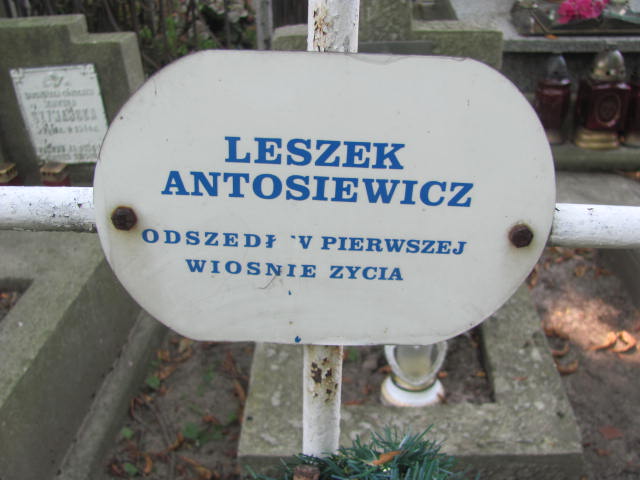 LESZEK
ANTOSIEWICZ
ODSZEDŁ W PIERWSZEJ
WIOSNIE ZYCIA